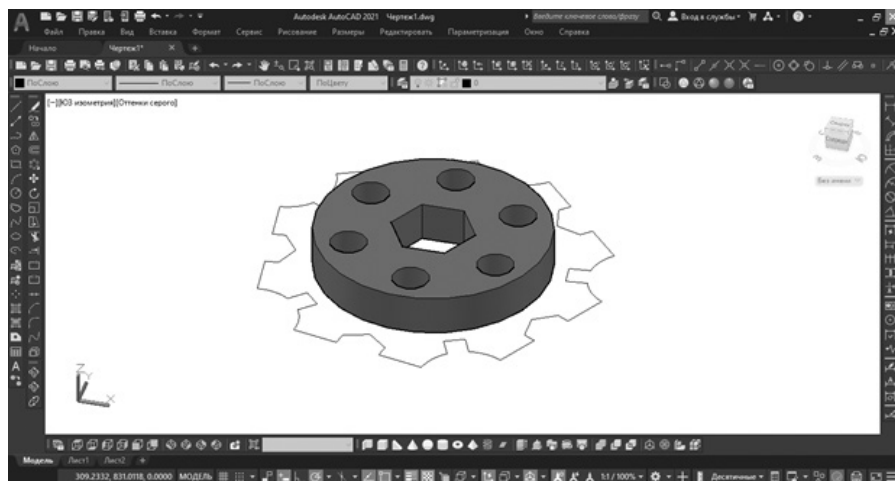 Autodesk AutoCAD 2021 Чертеж1.dwg
Введите ключевое слово/фразу
Вход в службы
Файл Правка Вид Вставка Формат Сервис Рисование Размеры Редактировать Параметризация Окно Справка
Начало Чертеж1*
ПоСлою ПоСлою ПоСлою ПоЦвету 0
[−][ЮЗ изометрия][Оттенки серого]
Z
Y
X
Модель Лист1 Лист2 +
309.2332, 831.0118, 0.0000 МОДЕЛЬ 1:1 / 100% Десятичные